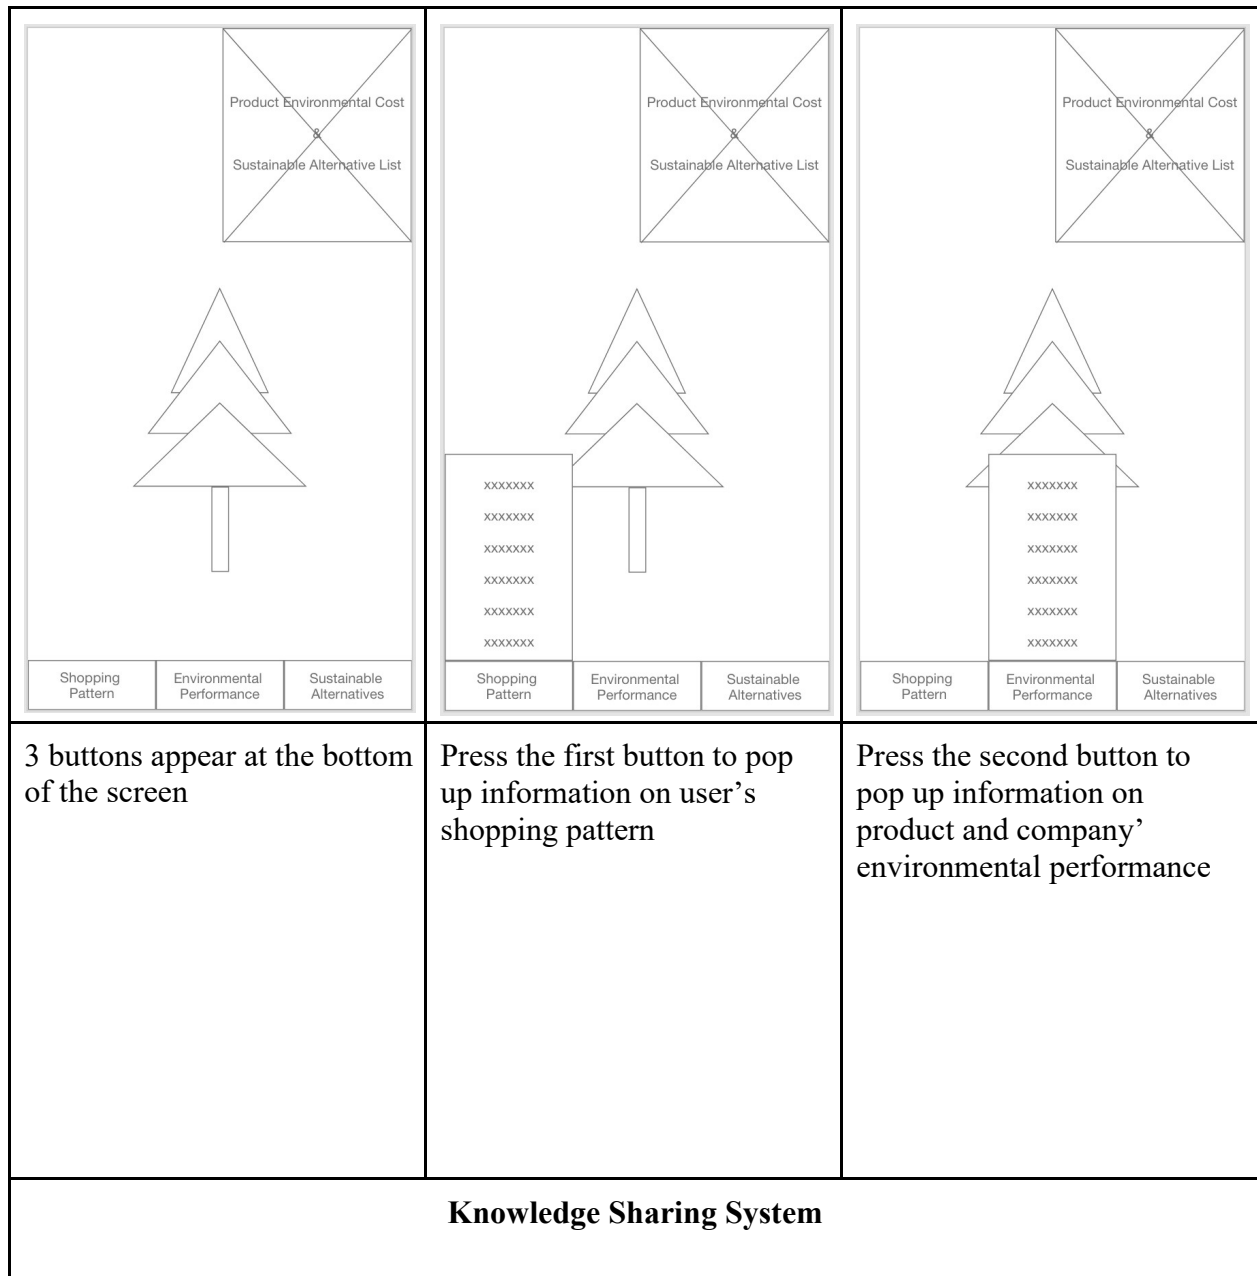 Product Environmental Cost
&
Sustainable Alternative List
Shopping
Pattern
Environmental
Performance
Sustainable
Alternatives
Product Environmental Cost
&
Sustainable Alternative List
xxxxxxx
xxxxxxx
xxxxxxx
xxxxxxx
xxxxxxx
xxxxxxx
Shopping
Pattern
Environmental
Performance
Sustainable
Alternatives
Product Environmental Cost
&
Sustainable Alternative List
xxxxxxx
xxxxxxx
xxxxxxx
xxxxxxx
xxxxxxx
xxxxxxx
Shopping
Pattern
Environmental
Performance
Sustainable
Alternatives
3 buttons appear at the bottom
of the screen
Press the first button to pop
up information on user’s
shopping pattern
Press the second button to
pop up information on
product and company’
environmental performance
Knowledge Sharing System